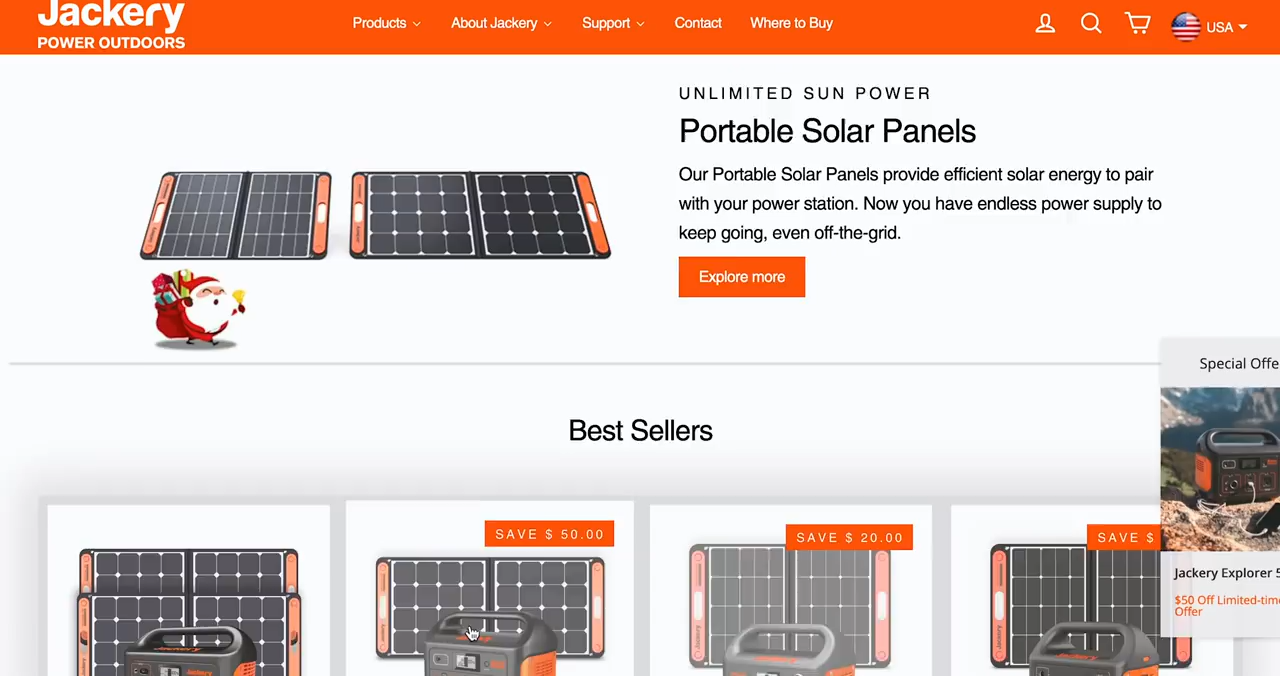 Jackery
POWER OUTDOORS
Products
About Jackery
Support
Contact
Where to Buy
USA
UNLIMITED SUN POWER
Portable Solar Panels
Our Portable Solar Panels provide efficient solar energy to pair
with your power station. Now you have endless power supply to
keep going, even off-the-grid.
Explore more
Special Offe
Best Sellers
SAVE $ 50.00
SAVE $ 20.00
SAVE $
Jackery Explorer 5
$50 Off Limited-time
Offer